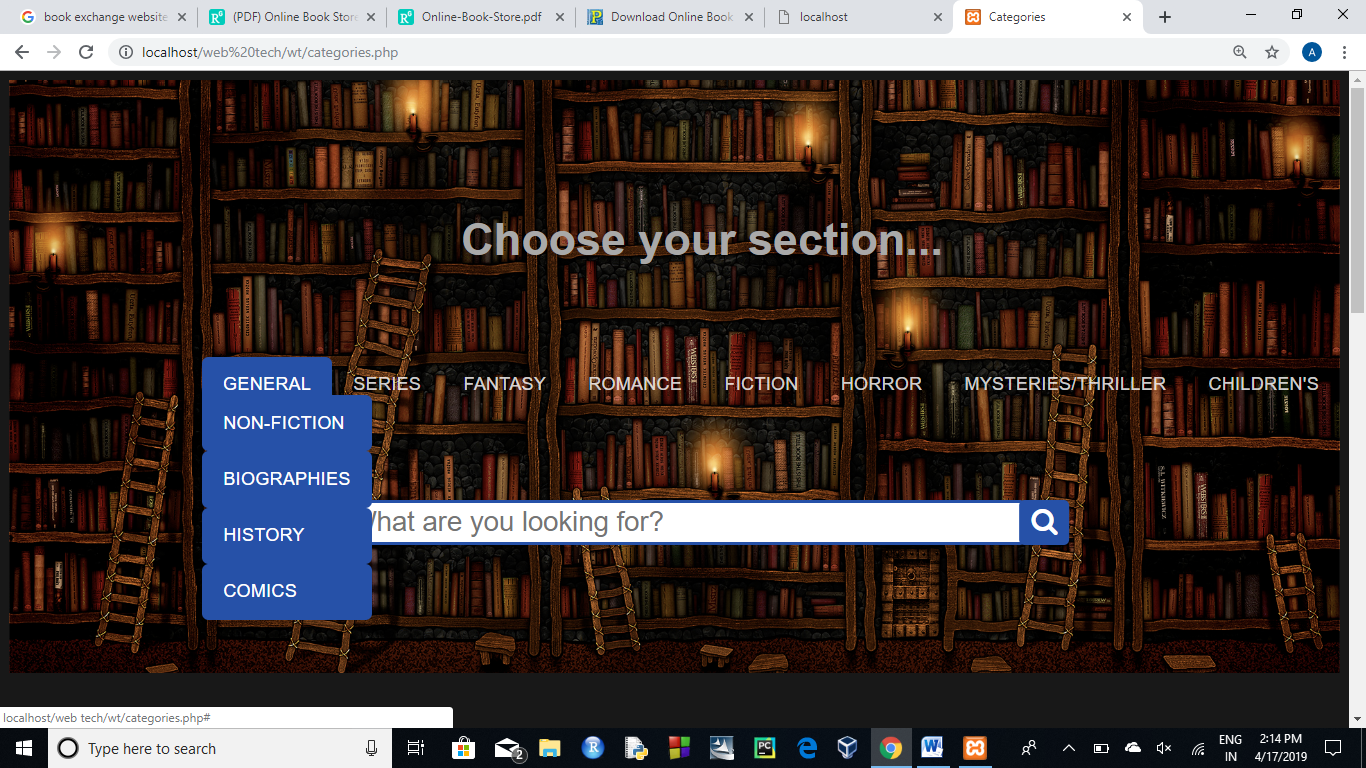 book exchange website
(PDF) Online Book Store
Online-Book-Store.pdf
Download Online Book
localhost
Categories
localhost/web%20tech/wt/categories.php
A
Choose your section...
GENERAL
SERIES
FANTASY
ROMANCE
FICTION
HORROR
MYSTERIES/THRILLER
CHILDREN'S
NON-FICTION
BIOGRAPHIES
HISTORY
COMICS
What are you looking for?
localhost/web tech/wt/categories.php#
Type here to search
2
ENG
IN
2:14 PM
4/17/2019